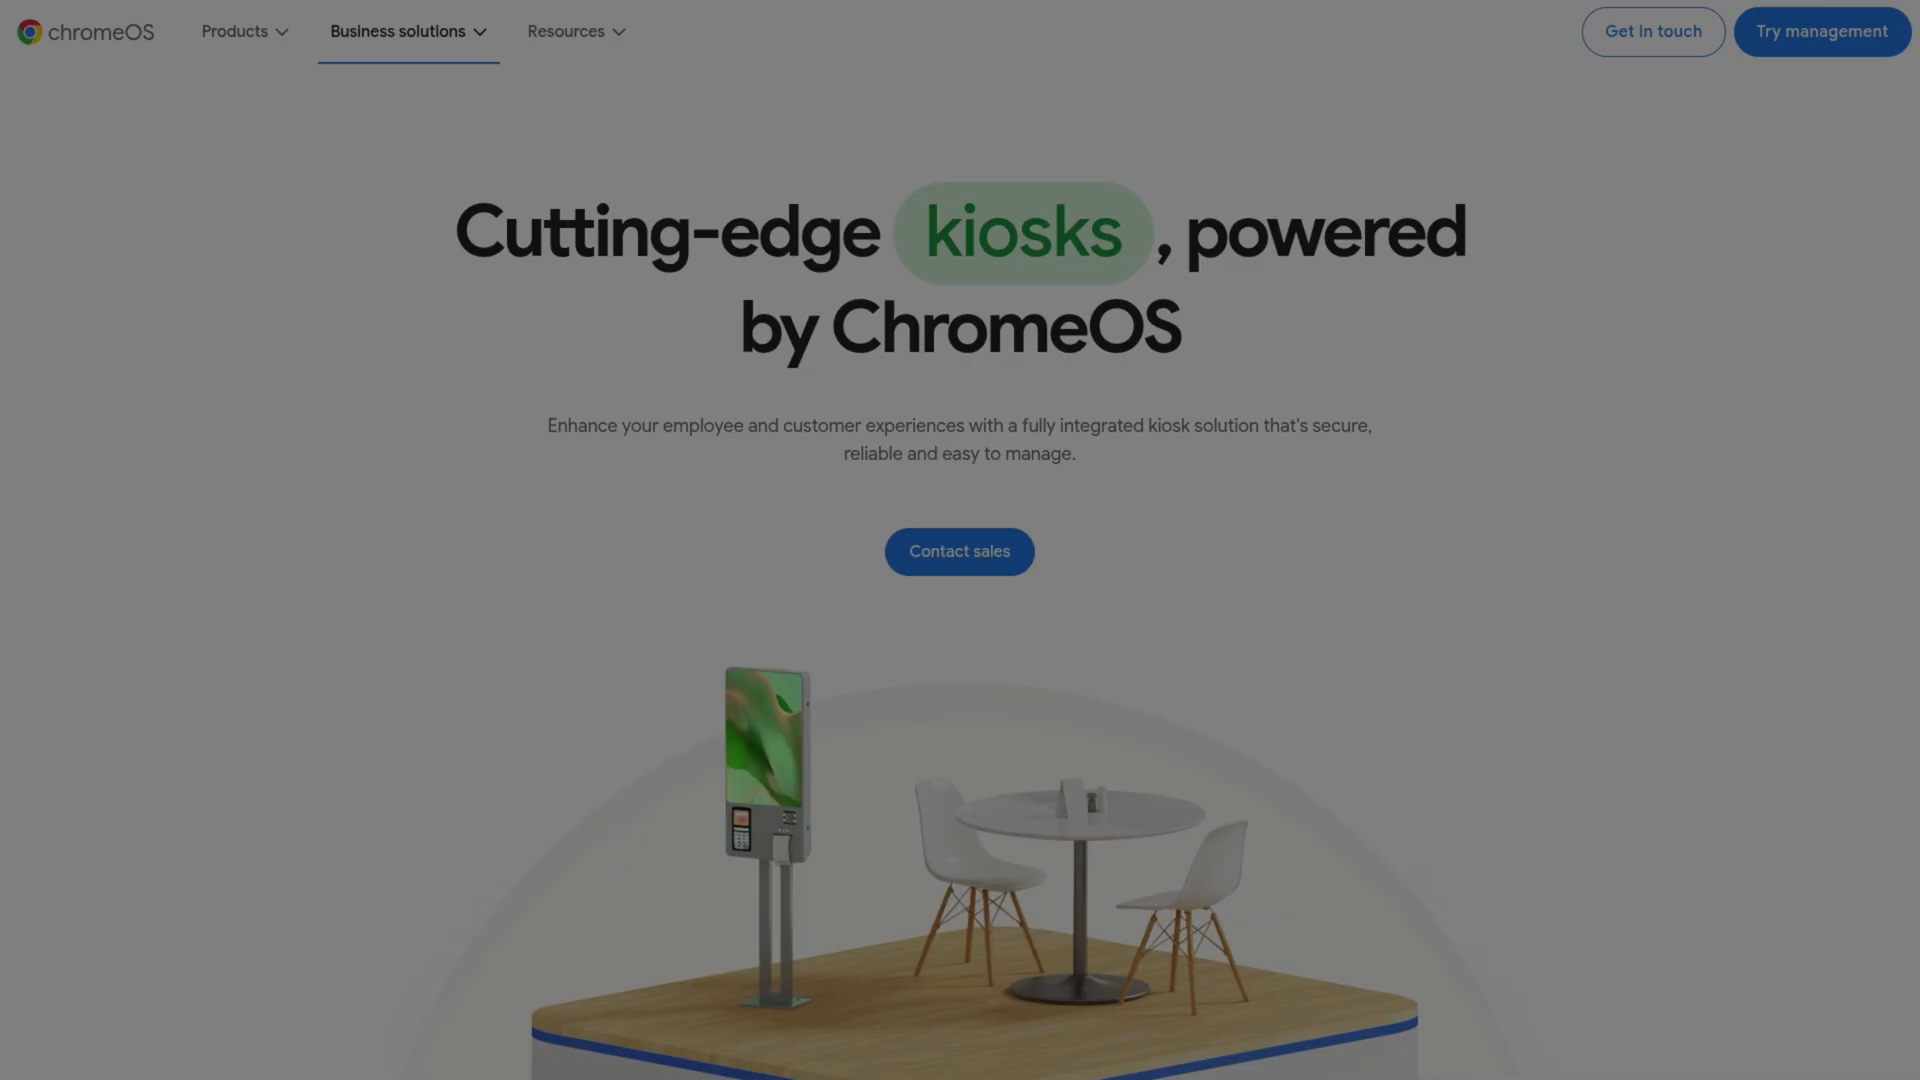 chromeOS
Products
Business solutions
Resources
Get in touch
Try management
Cutting-edge kiosks, powered
by ChromeOS
Enhance your employee and customer experiences with a fully integrated kiosk solution that's secure,
reliable and easy to manage.
Contact sales